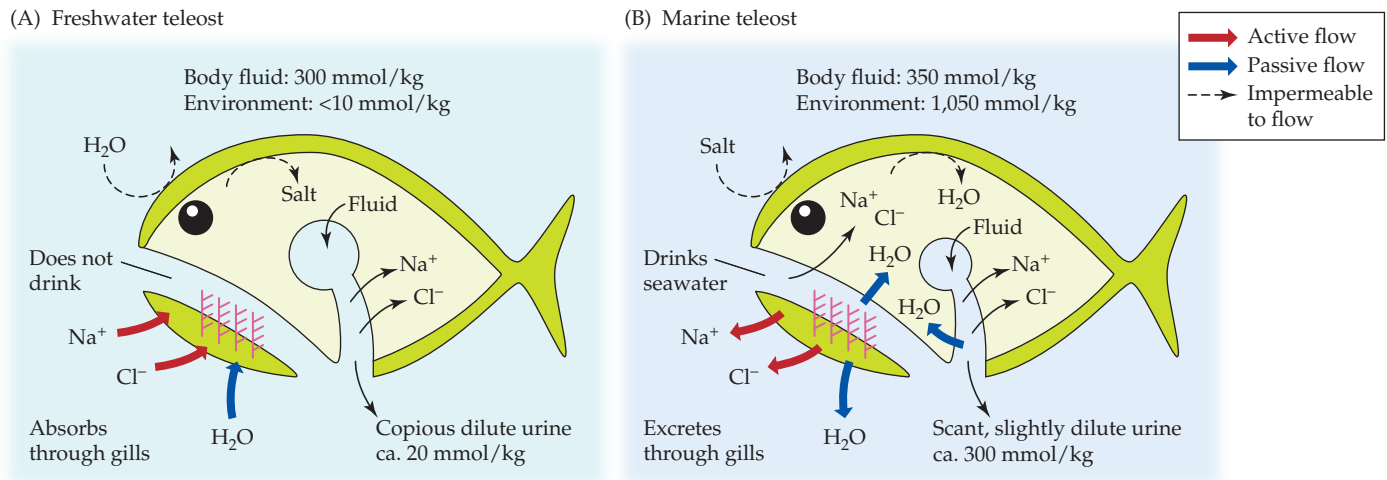 (A) Freshwater teleost
Body fluid: 300 mmol/kg
Environment: <10 mmol/kg
H₂O
Salt
Fluid
Does not
drink
Na⁺
Cl⁻
Na⁺
Cl⁻
H₂O
Absorbs
through gills
Copious dilute urine
ca. 20 mmol/kg
(B) Marine teleost
Body fluid: 350 mmol/kg
Environment: 1,050 mmol/kg
Salt
Na⁺
Cl⁻
H₂O
Fluid
Drinks
seawater
H₂O
Na⁺
Cl⁻
H₂O
Na⁺
Cl⁻
H₂O
Excretes
through gills
Scant, slightly dilute urine
ca. 300 mmol/kg
Active flow
Passive flow
Impermeable
to flow